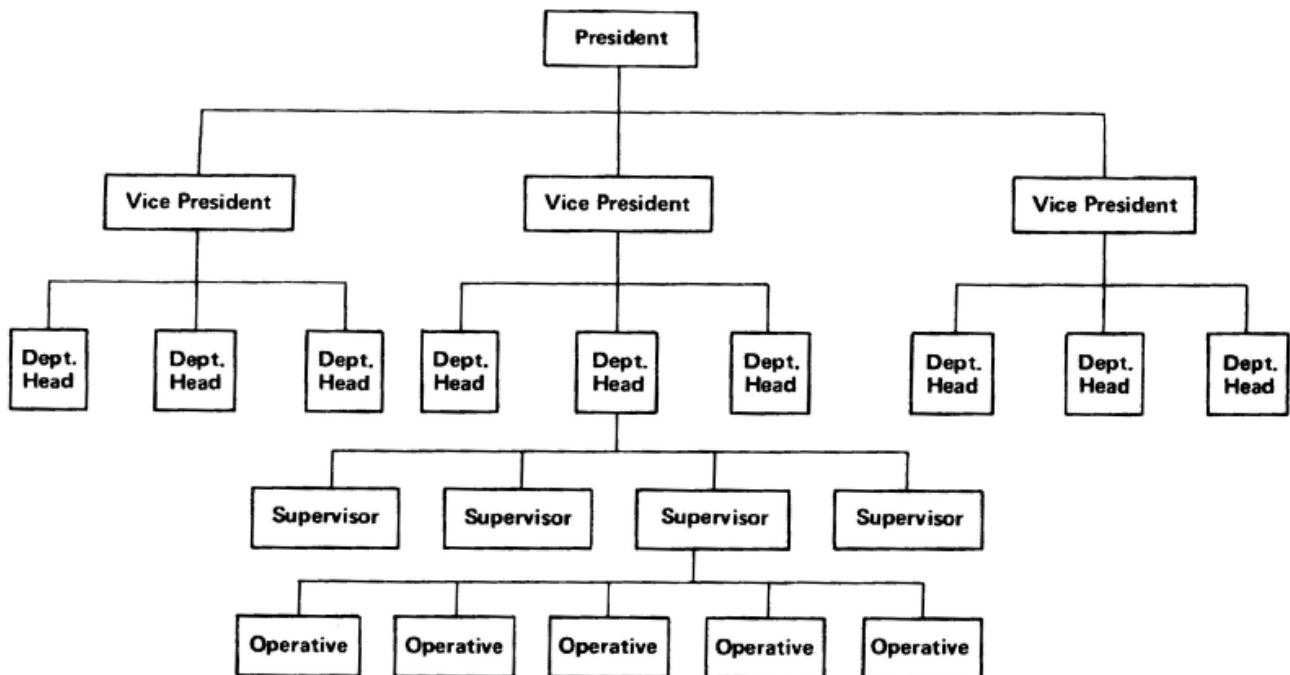 President
Vice President
Vice President
Vice President
Dept.
Head
Dept.
Head
Dept.
Head
Dept.
Head
Dept.
Head
Dept.
Head
Dept.
Head
Dept.
Head
Dept.
Head
Supervisor
Supervisor
Supervisor
Supervisor
Operative
Operative
Operative
Operative
Operative